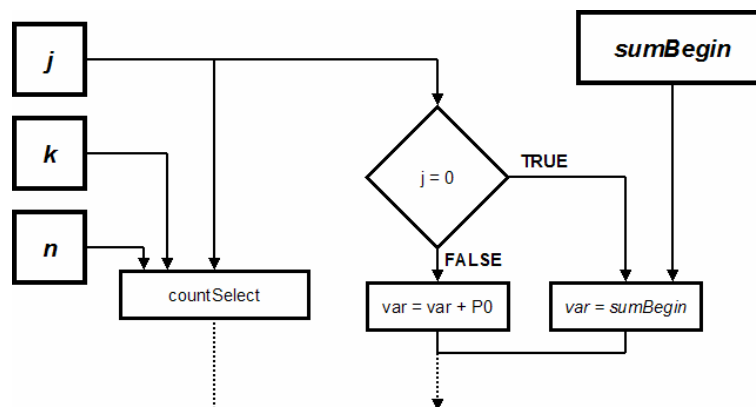 j
sumBegin
k
TRUE
j = 0
n
FALSE
countSelect
var = var + P0
var = sumBegin